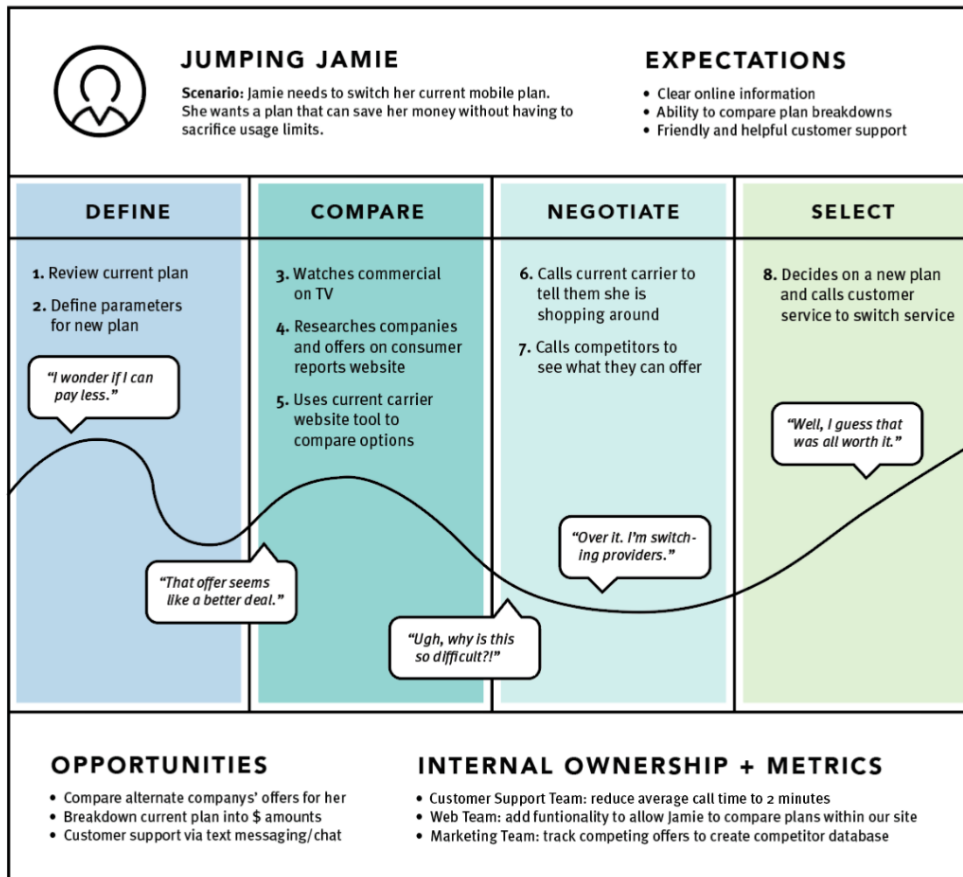 JUMPING JAMIE
Scenario: Jamie needs to switch her current mobile plan.
She wants a plan that can save her money without having to
sacrifice usage limits.
EXPECTATIONS
• Clear online information
• Ability to compare plan breakdowns
• Friendly and helpful customer support
DEFINE
1. Review current plan
2. Define parameters
for new plan
"I wonder if I can
pay less."
COMPARE
3. Watches commercial
on TV
4. Researches companies
and offers on consumer
reports website
5. Uses current carrier
website tool to
compare options
"That offer seems
like a better deal."
NEGOTIATE
6. Calls current carrier to
tell them she is
shopping around
7. Calls competitors to
see what they can offer
"Ugh, why is this
so difficult?!"
"Over it. I'm switch-
ing providers."
SELECT
8. Decides on a new plan
and calls customer
service to switch service
"Well, I guess that
was all worth it."
OPPORTUNITIES
• Compare alternate companys' offers for her
• Breakdown current plan into $ amounts
• Customer support via text messaging/chat
INTERNAL OWNERSHIP + METRICS
• Customer Support Team: reduce average call time to 2 minutes
• Web Team: add funtionality to allow Jamie to compare plans within our site
• Marketing Team: track competing offers to create competitor database